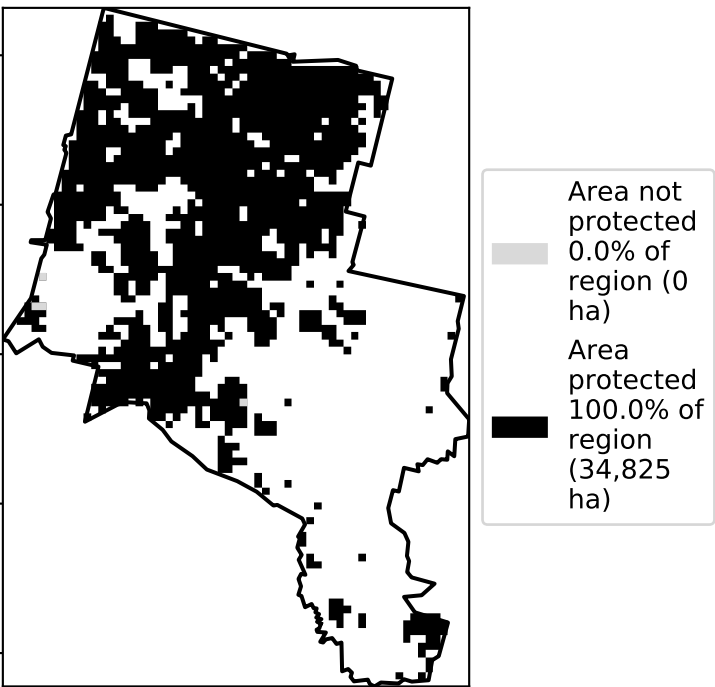 Area not
protected
0.0% of
region (0
ha)
Area
protected
100.0% of
region
(34,825
ha)